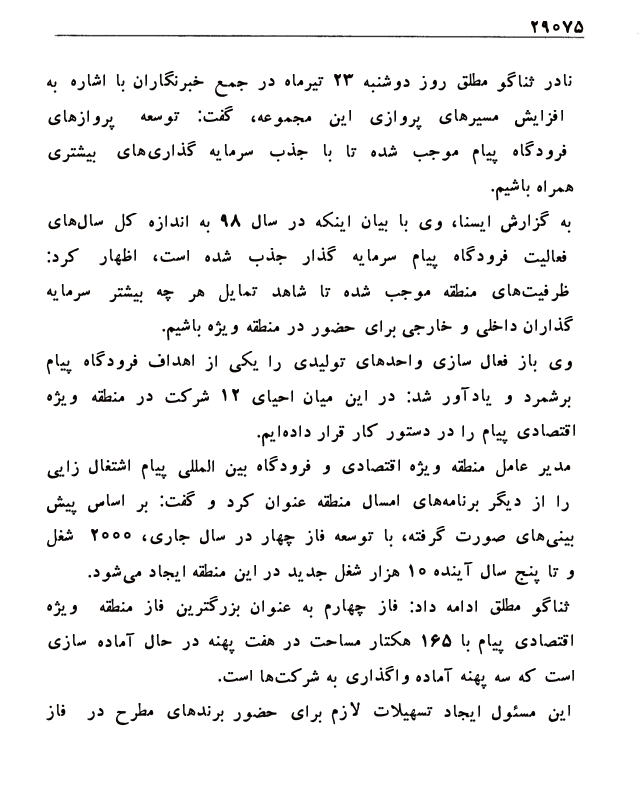 ۲۹۰۷۵
نادر ثناگو مطلق روز دوشنبه ۲۳ تیرماه در جمع خبرنگاران با اشاره به
افزایش مسیرهای پروازی این مجموعه، گفت: توسعه پروازهای
فرودگاه پیام موجب شده تا با جذب سرمایه گذاری‌های بیشتری
همراه باشیم.
به گزارش ایسنا، وی با بیان اینکه در سال ۹۸ به اندازه کل سال‌های
فعالیت فرودگاه پیام سرمایه گذار جذب شده است، اظهار کرد:
ظرفیت‌های منطقه موجب شده تا شاهد تمایل هر چه بیشتر سرمایه
گذاران داخلی و خارجی برای حضور در منطقه ویژه باشیم.
وی باز فعال سازی واحدهای تولیدی را یکی از اهداف فرودگاه پیام
برشمرد و یادآور شد: در این میان احیای ۱۲ شرکت در منطقه ویژه
اقتصادی پیام را در دستور کار قرار داده‌ایم.
مدیر عامل منطقه ویژه اقتصادی و فرودگاه بین المللی پیام اشتغال زایی
را از دیگر برنامه‌های امسال منطقه عنوان کرد و گفت: بر اساس پیش
بینی‌های صورت گرفته، با توسعه فاز چهار در سال جاری، ۲۰۰۰ شغل
و تا پنج سال آینده ۱۰ هزار شغل جدید در این منطقه ایجاد می‌شود.
ثناگو مطلق ادامه داد: فاز چهارم به عنوان بزرگترین فاز منطقه ویژه
اقتصادی پیام با ۱۶۵ هکتار مساحت در هفت پهنه در حال آماده سازی
است که سه پهنه آماده واگذاری به شرکت‌ها است.
این مسئول ایجاد تسهیلات لازم برای حضور برندهای مطرح در فاز